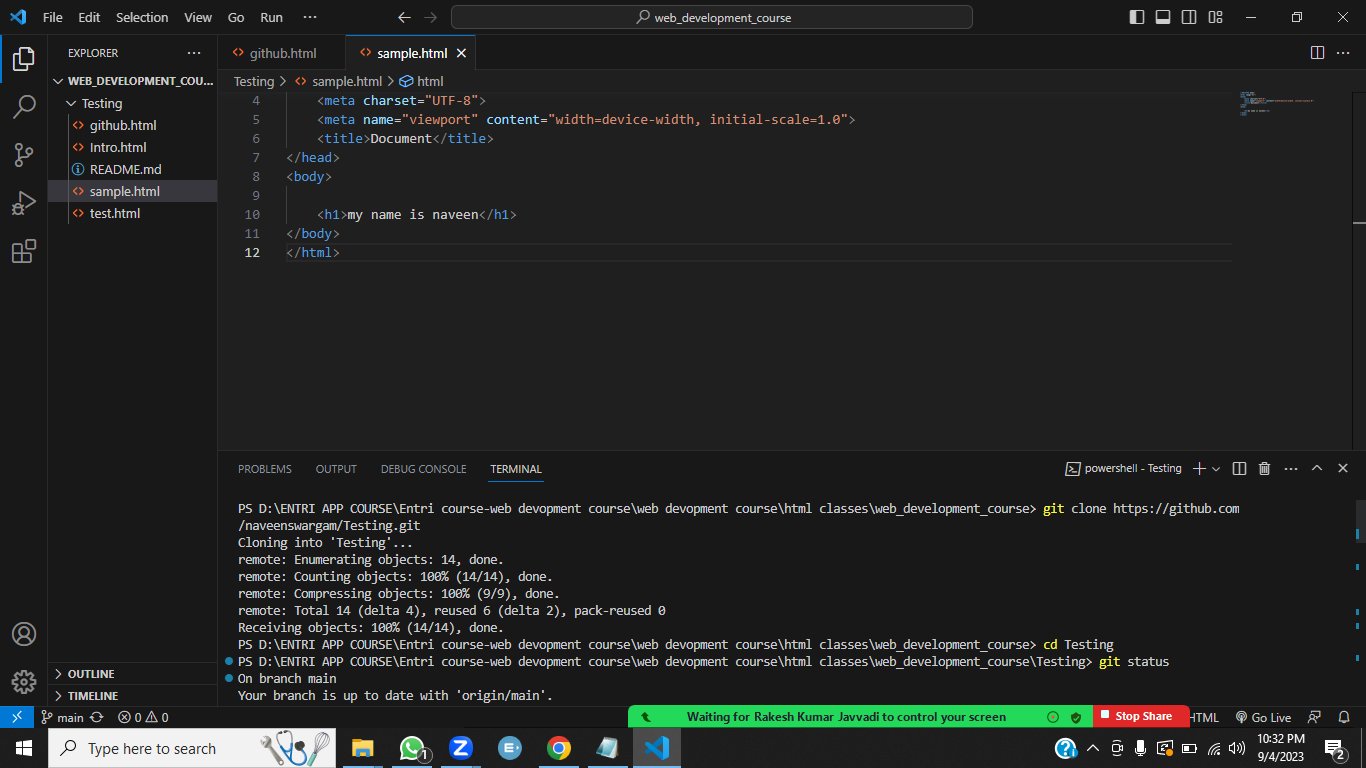 File Edit Selection View Go Run ··· web_development_course
EXPLORER ···
WEB_DEVELOPMENT_COU...
Testing
github.html
Intro.html
README.md
sample.html
test.html
OUTLINE
TIMELINE
github.html sample.html
Testing > sample.html > html
4 <meta charset="UTF-8">
5 <meta name="viewport" content="width=device-width, initial-scale=1.0">
6 <title>Document</title>
7 </head>
8 <body>
9
10 <h1>my name is naveen</h1>
11 </body>
12 </html>
PROBLEMS OUTPUT DEBUG CONSOLE TERMINAL powershell - Testing
PS D:\ENTRI APP COURSE\Entri course-web devopment course\web devopment course\html classes\web_development_course> git clone https://github.com
/naveenswargam/Testing.git
Cloning into 'Testing'...
remote: Enumerating objects: 14, done.
remote: Counting objects: 100% (14/14), done.
remote: Compressing objects: 100% (9/9), done.
remote: Total 14 (delta 4), reused 6 (delta 2), pack-reused 0
Receiving objects: 100% (14/14), done.
PS D:\ENTRI APP COURSE\Entri course-web devopment course\web devopment course\html classes\web_development_course> cd Testing
PS D:\ENTRI APP COURSE\Entri course-web devopment course\web devopment course\html classes\web_development_course\Testing> git status
On branch main
Your branch is up to date with 'origin/main'.
main 0 0 Waiting for Rakesh Kumar Javvadi to control your screen Stop Share HTML Go Live
Type here to search
1
10:32 PM
9/4/2023
2